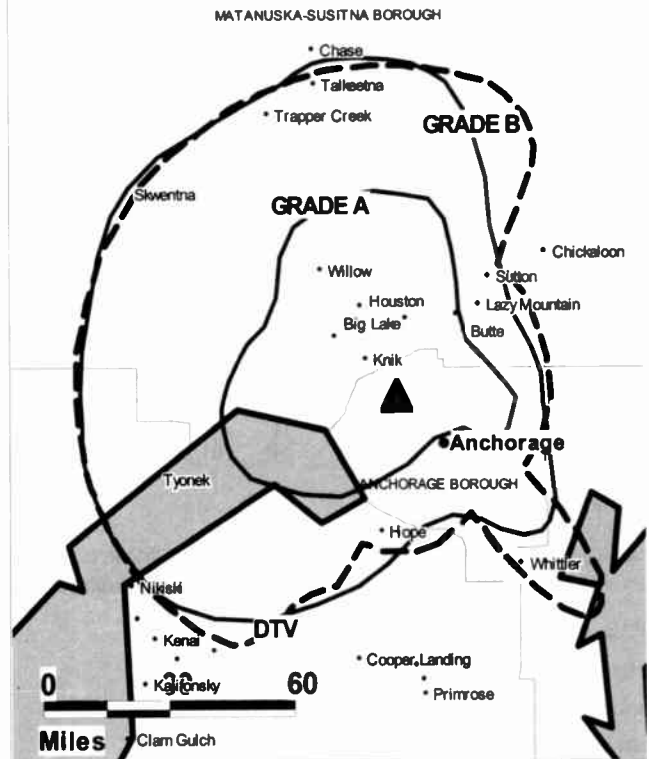 MATANUSKA-SUSITNA BOROUGH
Chase
Talkeetna
Trapper Creek
GRADE B
Skwentna
GRADE A
Chickaloon
Willow
Sutton
Houston
Lazy Mountain
Big Lake
Butte
Knik
Anchorage
Tyonek
ANCHORAGE BOROUGH
Hope
Whittier
Nikiski
DTV
Kenai
Cooper Landing
0 30 60
Kalifonsky
Primrose
Miles
Clam Gulch